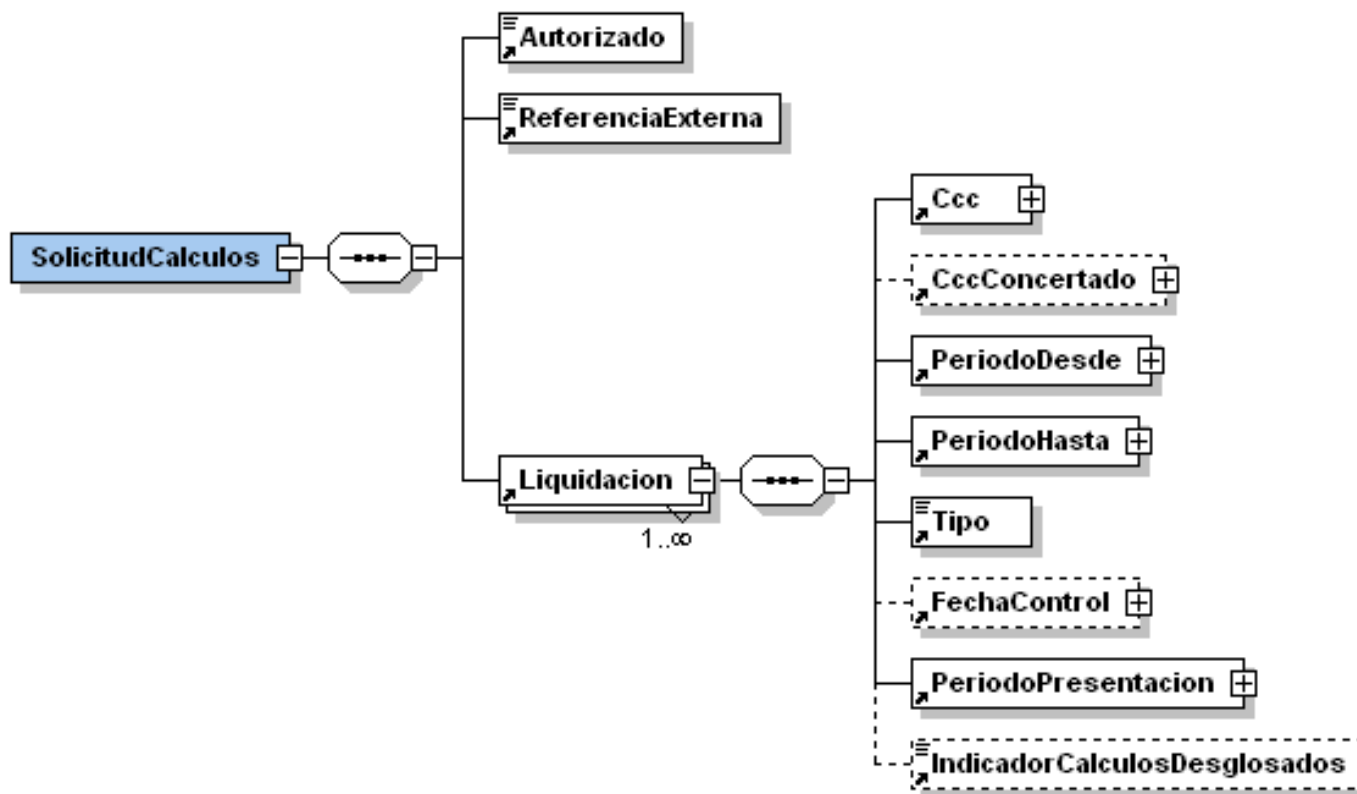 Autorizado
ReferenciaExterna
SolicitudCalculos
Liquidacion
1..∞
Ccc
CccConcertado
PeriodoDesde
PeriodoHasta
Tipo
FechaControl
PeriodoPresentacion
IndicadorCalculosDesglosados